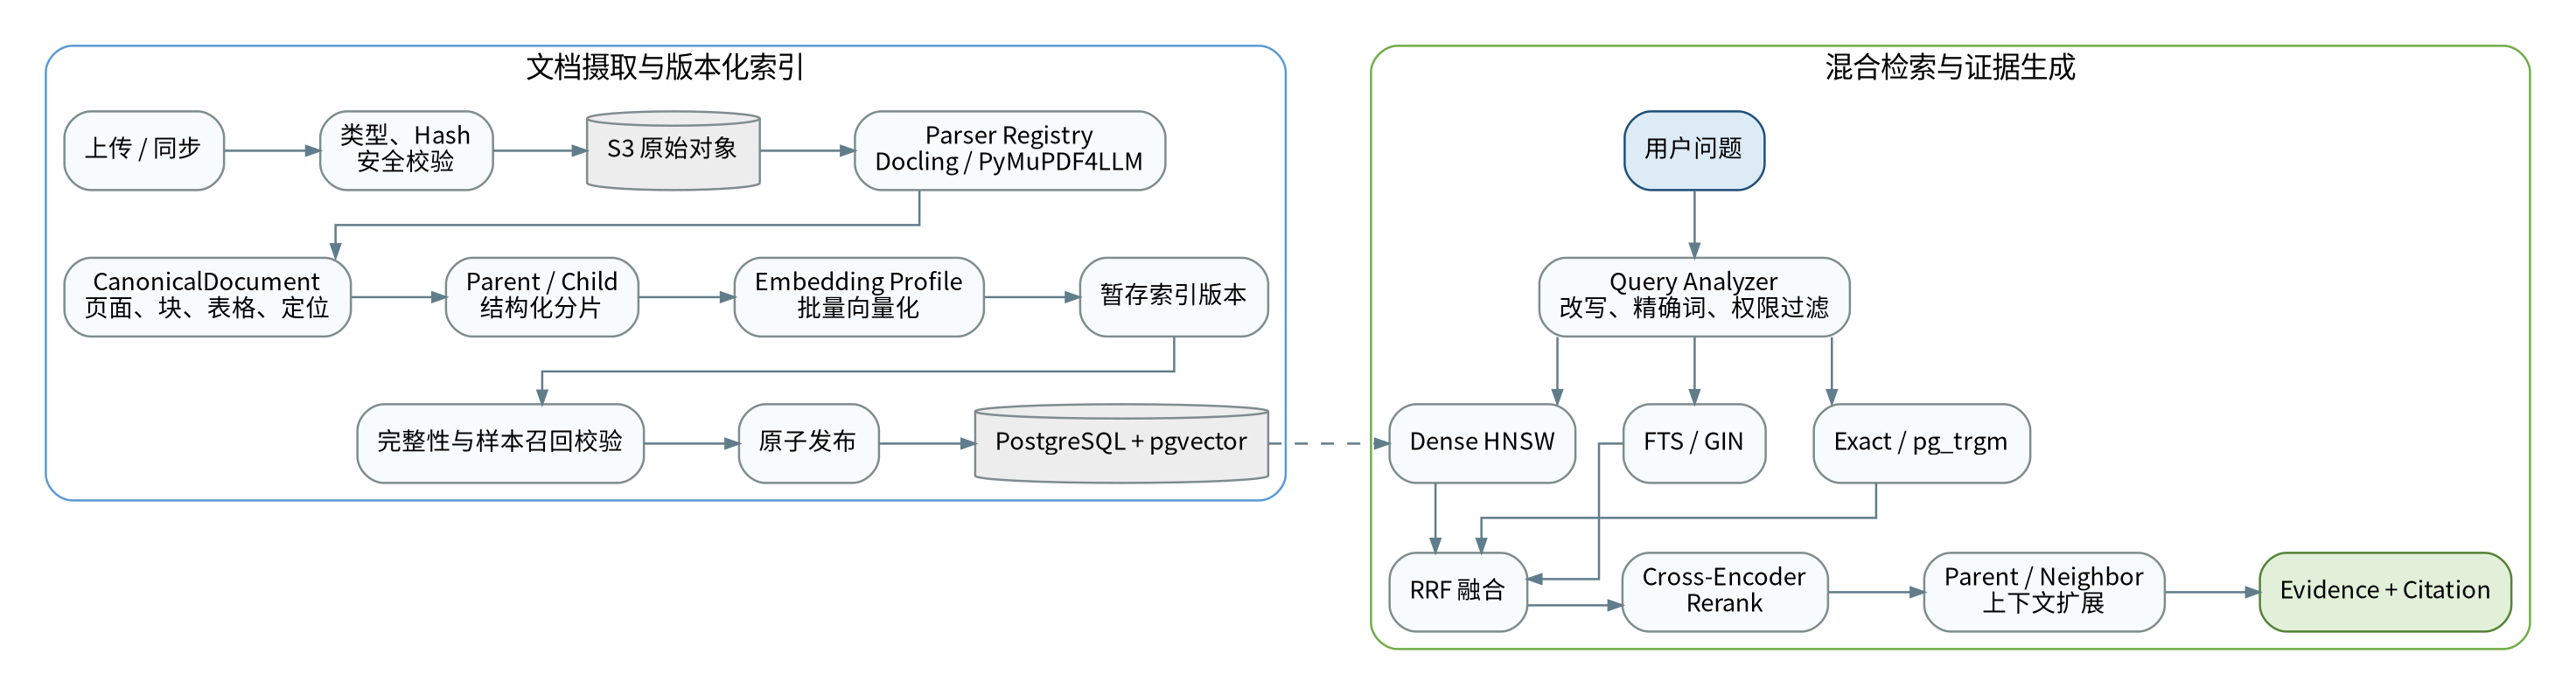 文档摄取与版本化索引
上传 / 同步
类型、Hash
安全校验
S3 原始对象
Parser Registry
Docling / PyMuPDF4LLM
CanonicalDocument
页面、块、表格、定位
Parent / Child
结构化分片
Embedding Profile
批量向量化
暂存索引版本
完整性与样本召回校验
原子发布
PostgreSQL + pgvector
混合检索与证据生成
用户问题
Query Analyzer
改写、精确词、权限过滤
Dense HNSW
FTS / GIN
Exact / pg_trgm
RRF 融合
Cross-Encoder
Rerank
Parent / Neighbor
上下文扩展
Evidence + Citation